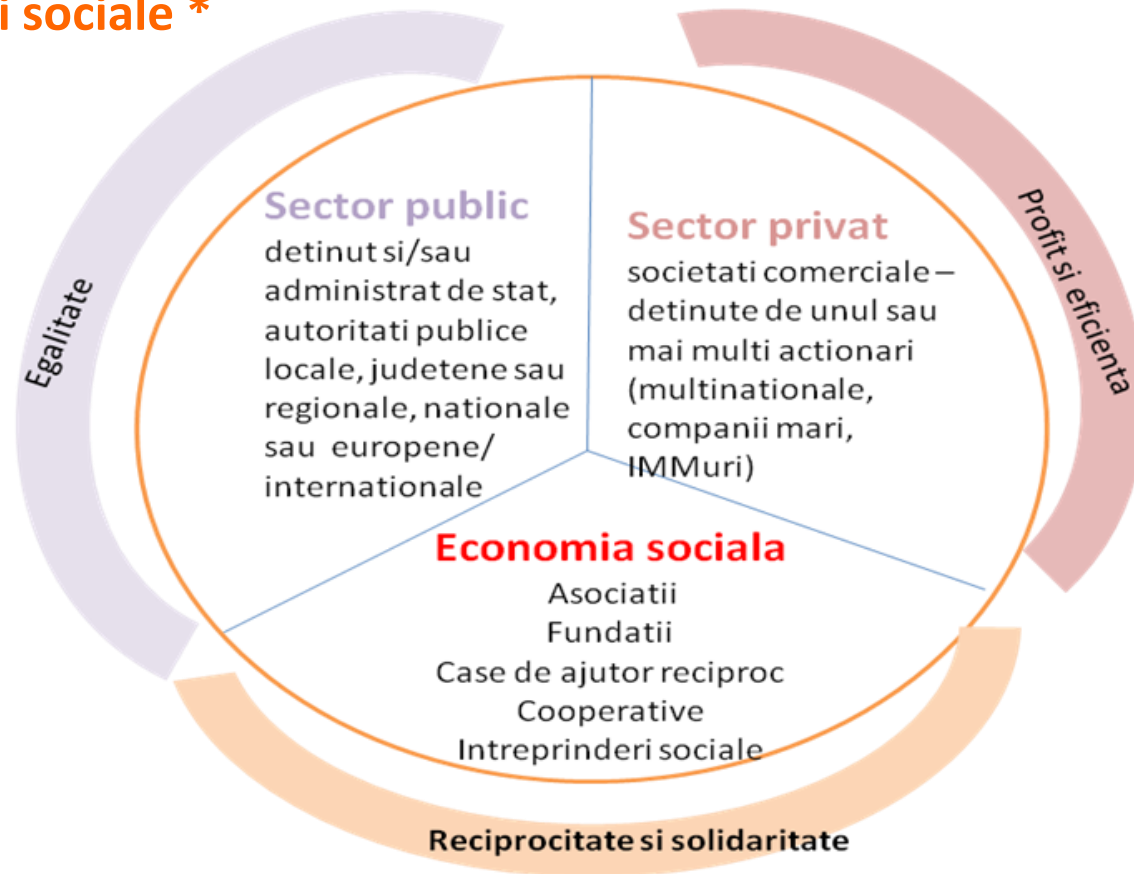 i sociale *
Sector public
detinut si/sau
administrat de stat,
autoritati publice
locale, judetene sau
regionale, nationale
sau europene/
internationale
Sector privat
societati comerciale –
detinute de unul sau
mai multi actionari
(multinationale,
companii mari,
IMMuri)
Egalitate
Profit si eficienta
Economia sociala
Asociatii
Fundatii
Case de ajutor reciproc
Cooperative
Intreprinderi sociale
Reciprocitate si solidaritate